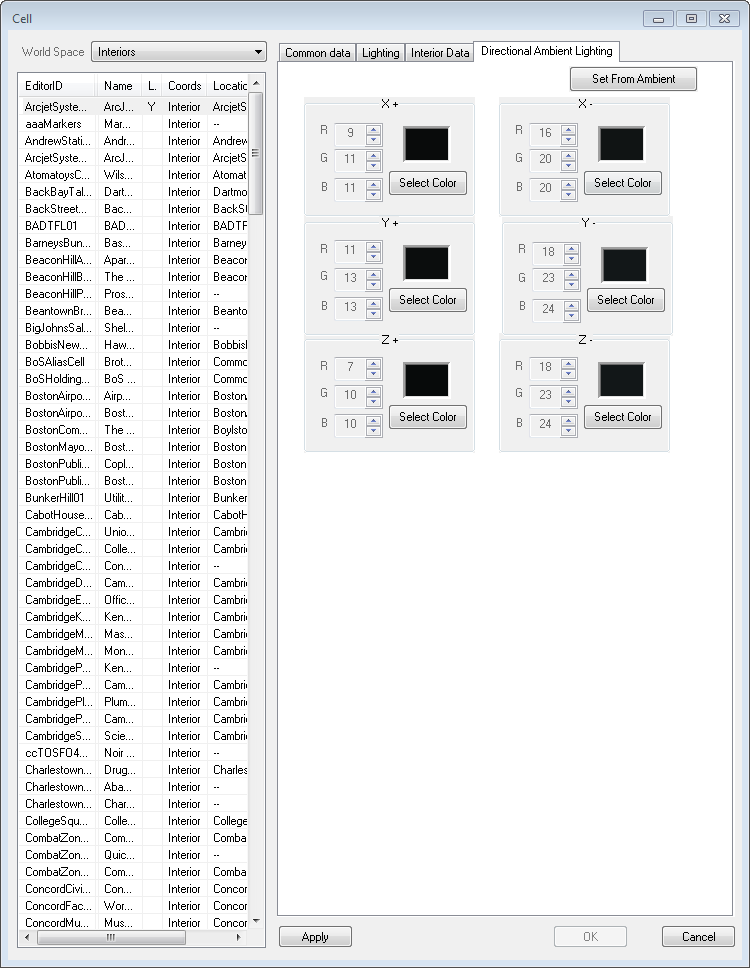 Cell
World Space Interiors
Common data Lighting Interior Data Directional Ambient Lighting
EditorID Name L. Coords Locatic
ArcjetSyste... ArcJ... Y Interior ArcjetS
aaaMarkers Mar... Interior --
AndrewStati... Andr... Interior Andrew
ArcjetSyste... ArcJ... Interior ArcjetS
AtomatoysC... Wils... Interior Atomat
BackBayTal... Dart... Interior Dartmo
BackStreet... Bac... Interior BackSt
BADTFL01 BAD... Interior BADTF
BarneysBun... Bas... Interior Barney
BeaconHillA... Apar... Interior Beacor
BeaconHillB... The ... Interior Beacor
BeaconHillP... Pros... Interior --
BeantownBr... Bea... Interior Beanto
BigJohnsSal... Shel... Interior --
BobbisNew... Haw... Interior Bobbis
BoSAliasCell Brot... Interior Commo
BoSHolding... BoS ... Interior Commo
BostonAirpo... Airp... Interior Boston
BostonAirpo... Bost... Interior Boston
BostonCom... The ... Interior Boylsto
BostonMayo... Bost... Interior Boston
BostonPubli... Copl... Interior Boston
BostonPubli... Bost... Interior Boston
BunkerHill01 Utilit... Interior Bunker
CabotHouse... Cab... Interior CabotH
CambridgeC... Unio... Interior Cambri
CambridgeC... Colle... Interior Cambri
CambridgeC... Con... Interior --
CambridgeD... Cam... Interior Cambri
CambridgeE... Offic... Interior Cambri
CambridgeK... Ken... Interior Cambri
CambridgeM... Mas... Interior Cambri
CambridgeM... Mon... Interior Cambri
CambridgeP... Ken... Interior --
CambridgeP... Cam... Interior Cambri
CambridgePl... Plum... Interior Cambri
CambridgeP... Cam... Interior Cambri
CambridgeS... Scie... Interior Cambri
ccTOSFO4... Noir ... Interior --
Charlestown... Drug... Interior Charles
Charlestown... Aba... Interior --
Charlestown... Char... Interior --
CollegeSqu... Colle... Interior College
CombatZon... Com... Interior Comba
CombatZon... Quic... Interior --
CombatZon... Com... Interior Comba
ConcordCivi... Con... Interior Concor
ConcordFac... Wor... Interior Concor
ConcordMu... Mus... Interior Concor
Set From Ambient
X +
R 9
G 11
B 11
Select Color
X -
R 16
G 20
B 20
Select Color
Y +
R 11
G 13
B 13
Select Color
Y -
R 18
G 23
B 24
Select Color
Z +
R 7
G 10
B 10
Select Color
Z -
R 18
G 23
B 24
Select Color
Apply OK Cancel